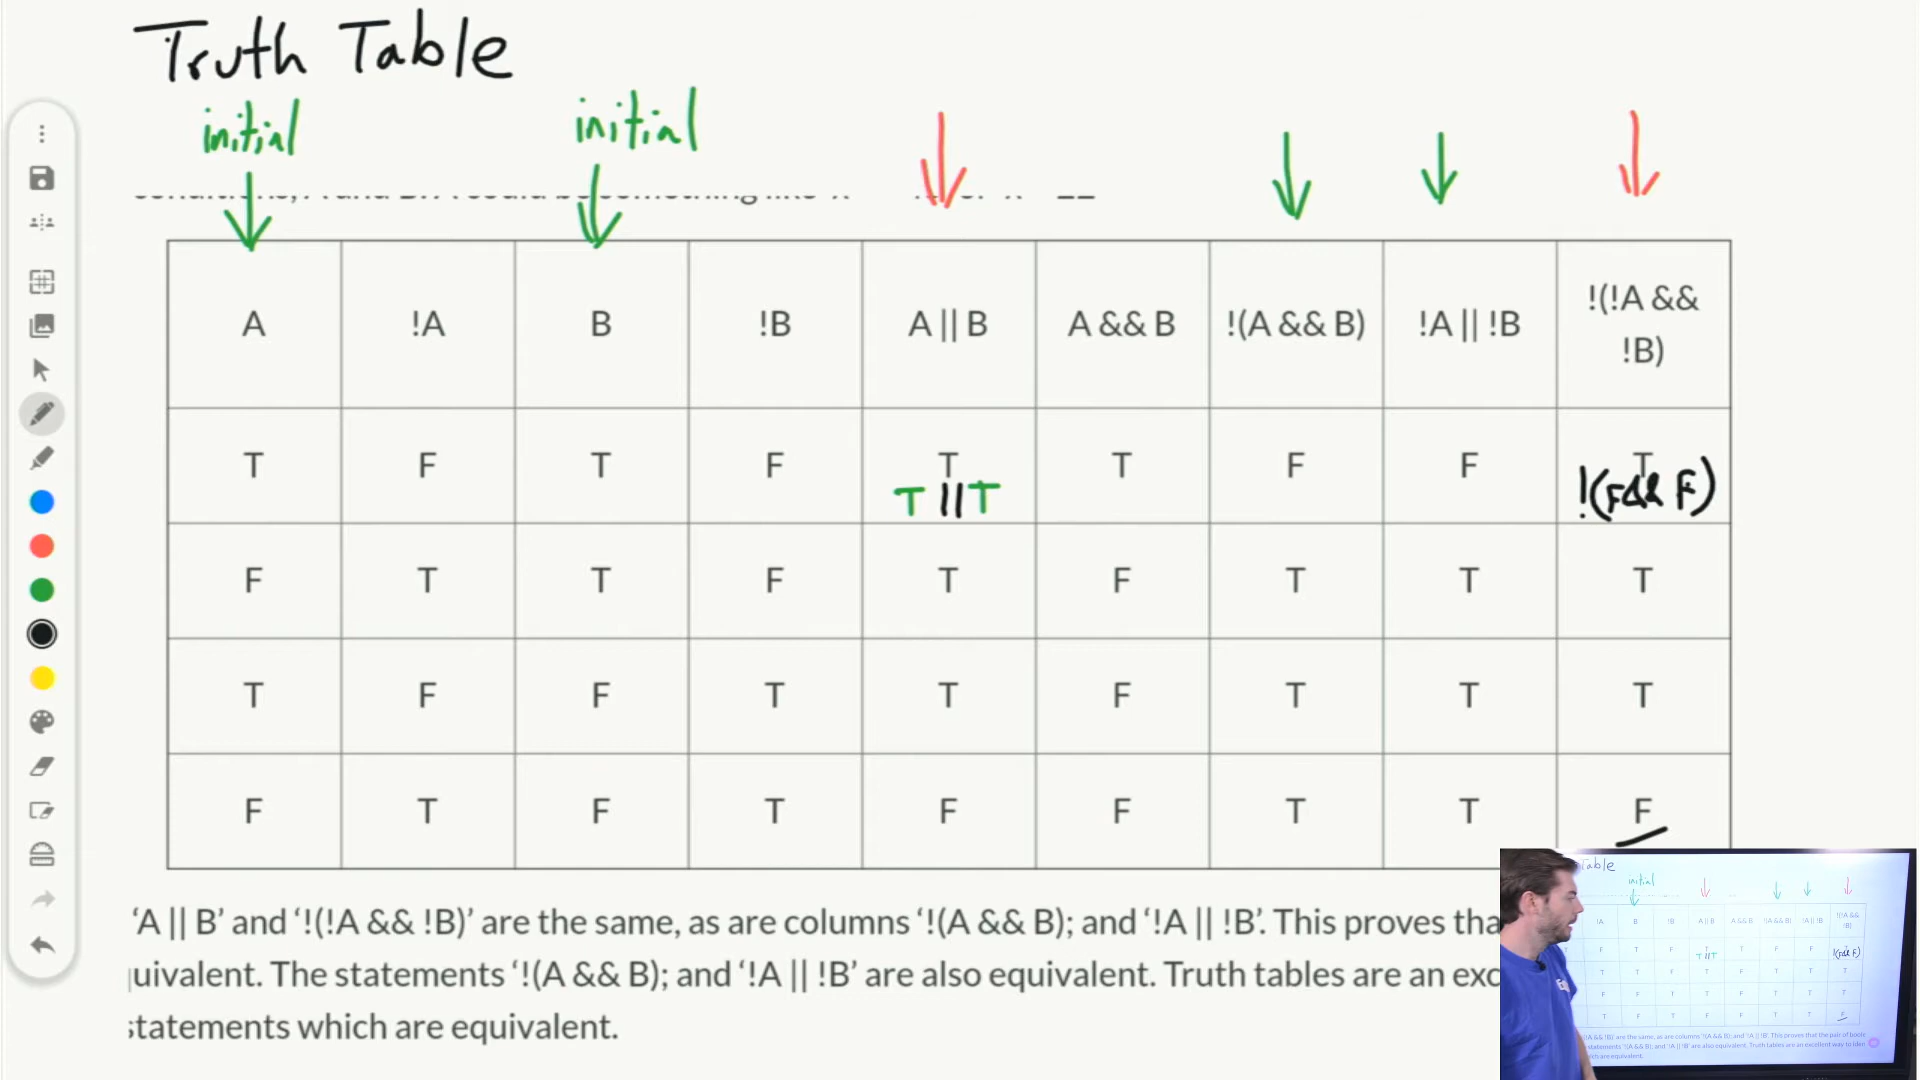 Truth Table
initial initial
A !A B !B A || B A && B !(A && B) !A || !B !(!A && !B)
T F T F T T F F T
T || T !(F && F)
F T T F T F T T T
T F F T T F T T T
F T F T F F T T F
‘A || B’ and ‘!(!A && !B)’ are the same, as are columns ‘!(A && B); and ‘!A || !B’. This proves tha
uivalent. The statements ‘!(A && B); and ‘!A || !B’ are also equivalent. Truth tables are an exc
statements which are equivalent.